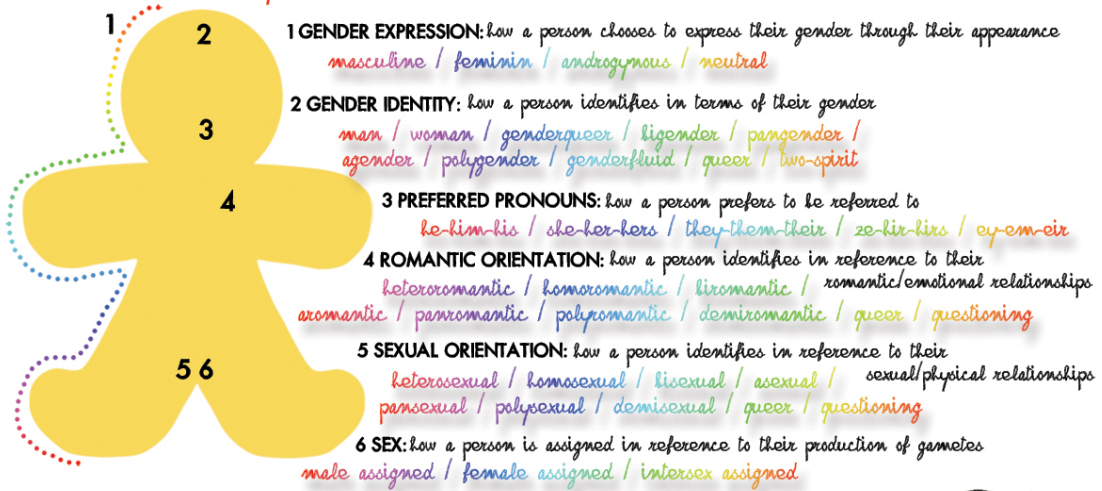 1
2
3
4
5 6
1 GENDER EXPRESSION: how a person chooses to express their gender through their appearance
masculine / feminin / androgynous / neutral
2 GENDER IDENTITY: how a person identifies in terms of their gender
man / woman / genderqueer / bigender / pangender /
agender / polygender / genderfluid / queer / two-spirit
3 PREFERRED PRONOUNS: how a person prefers to be referred to
he-him-his / she-her-hers / they-them-their / ze-hir-hirs / ey-em-eir
4 ROMANTIC ORIENTATION: how a person identifies in reference to their
romantic/emotional relationships
heteroromantic / homoromantic / biromantic /
aromantic / panromantic / polyromantic / demiromantic / queer / questioning
5 SEXUAL ORIENTATION: how a person identifies in reference to their
sexual/physical relationships
heterosexual / homosexual / bisexual / asexual /
pansexual / polysexual / demisexual / queer / questioning
6 SEX: how a person is assigned in reference to their production of gametes
male assigned / female assigned / intersex assigned